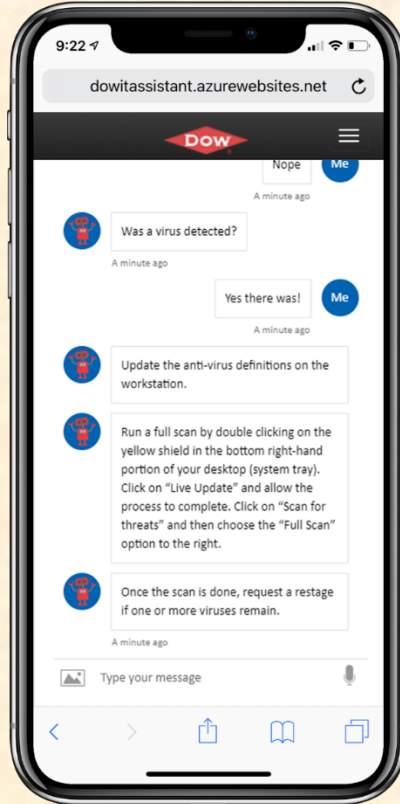 9:22
dowitassistant.azurewebsites.net
Dow
Nope
Me
A minute ago
Was a virus detected?
A minute ago
Yes there was!
Me
A minute ago
Update the anti-virus definitions on the
workstation.
Run a full scan by double clicking on the
yellow shield in the bottom right-hand
portion of your desktop (system tray).
Click on “Live Update” and allow the
process to complete. Click on “Scan for
threats” and then choose the “Full Scan”
option to the right.
Once the scan is done, request a restage
if one or more viruses remain.
A minute ago
Type your message